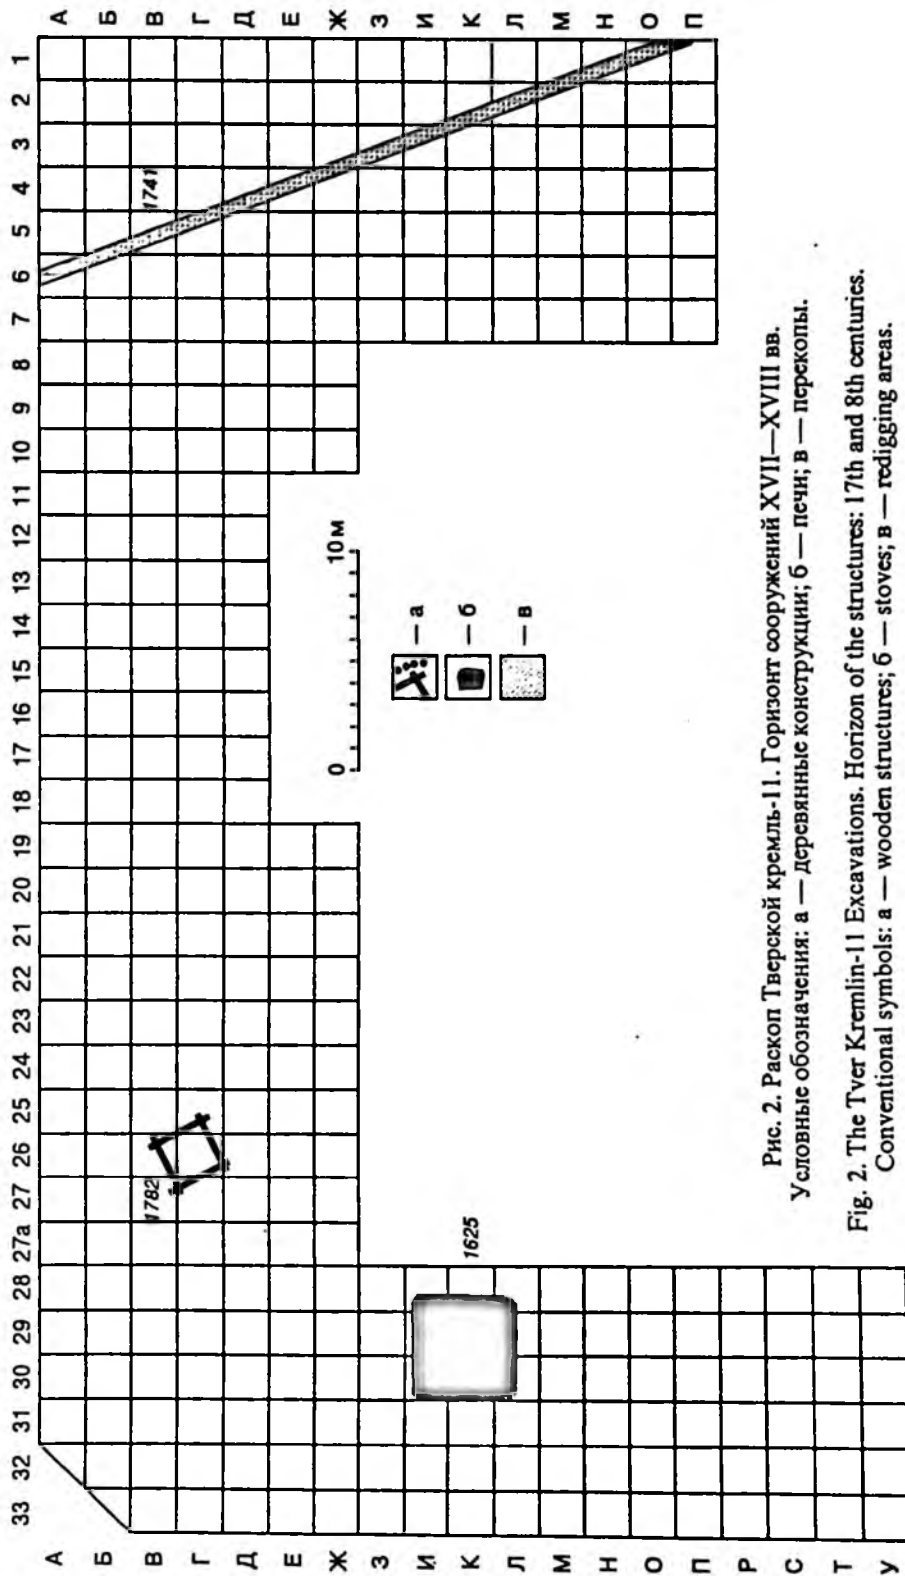 33 32 31 30 29 28 27а 27 26 25 24 23 22 21 20 19 18 17 16 15 14 13 12 11 10 9 8 7 6 5 4 3 2 1
А А
Б Б
В 1782 1741 В
Г Г
Д Д
Е Е
Ж Ж
З З
И И
К 1625 К
Л Л
М М
Н Н
О О
П П
Р
С
Т
У
0 10 м
— а
— б
— в
Рис. 2. Раскоп Тверской кремль-11. Горизонт сооружений XVII—XVIII вв.
Условные обозначения: а — деревянные конструкции; б — печи; в — перекопы.
Fig. 2. The Tver Kremlin-11 Excavations. Horizon of the structures: 17th and 8th centuries.
Conventional symbols: а — wooden structures; б — stoves; в — redigging areas.